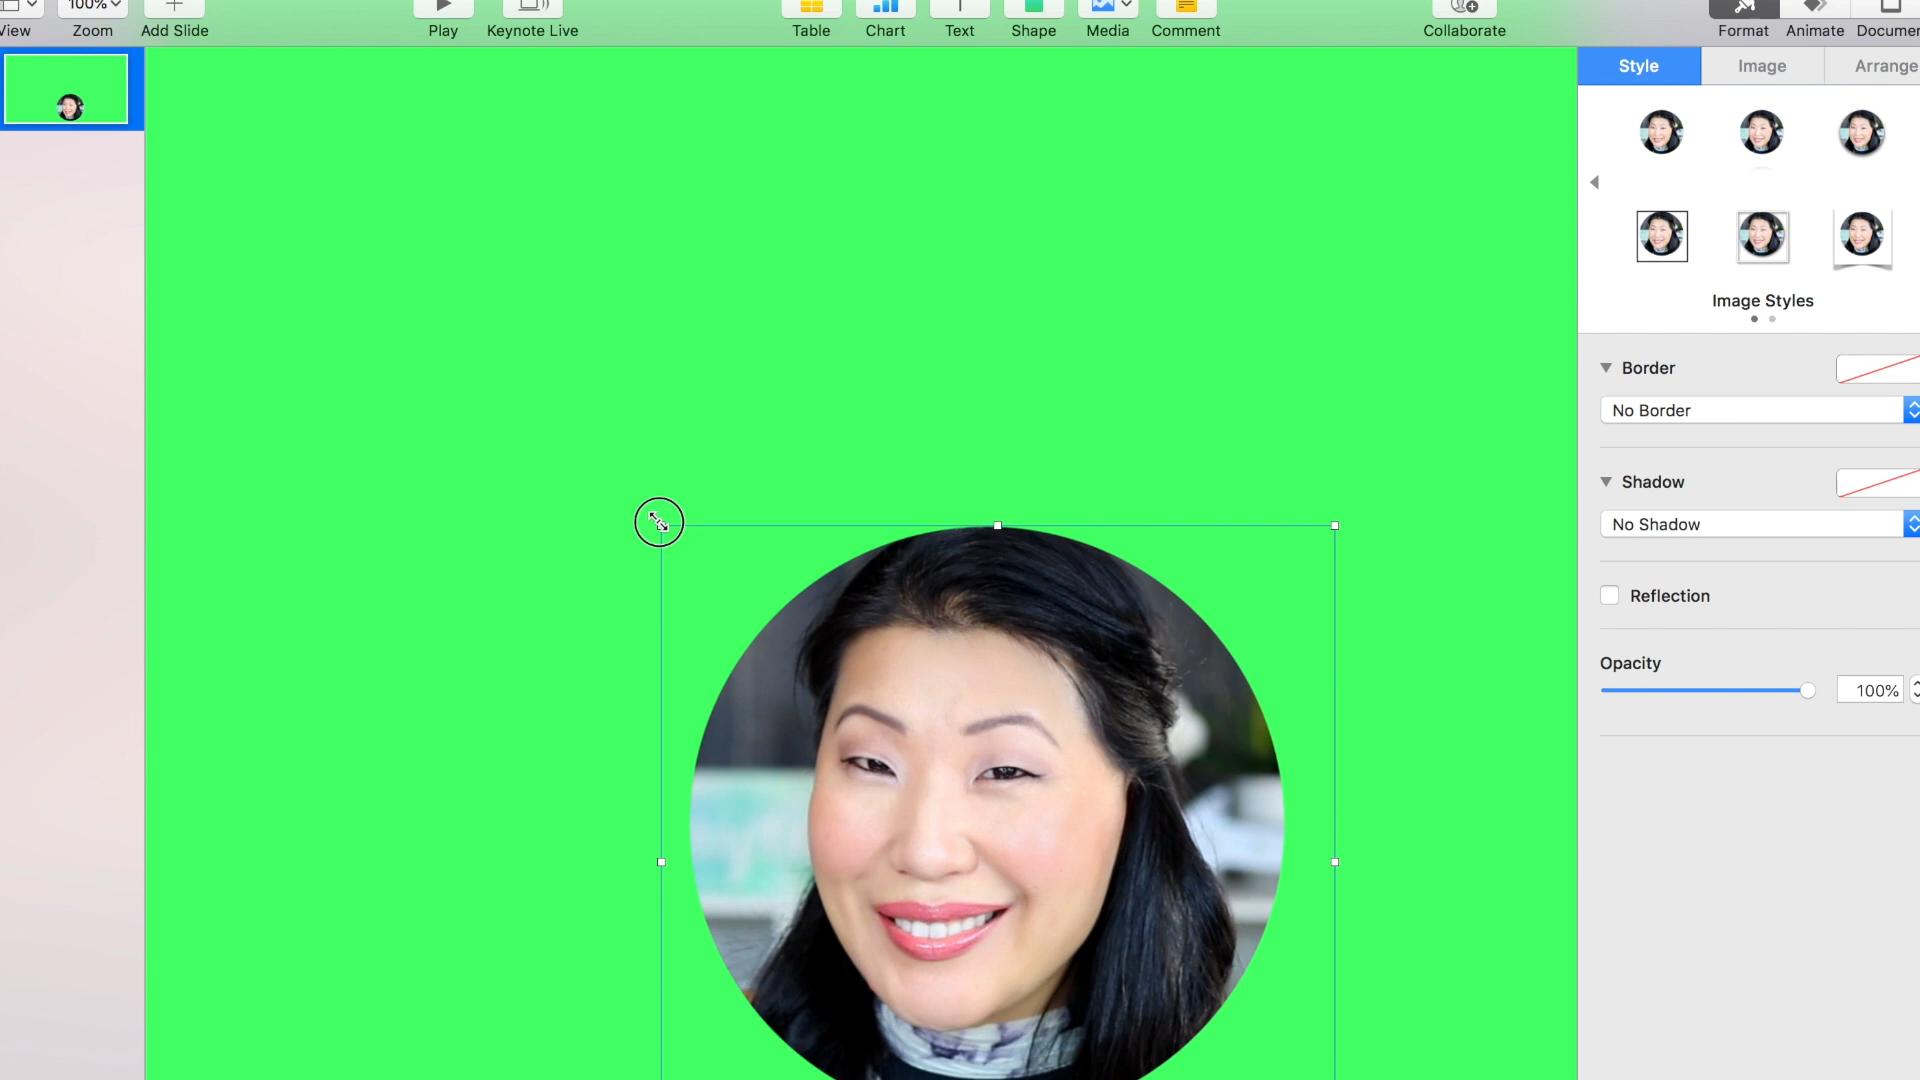 View Zoom Add Slide Play Keynote Live Table Chart Text Shape Media Comment Collaborate Format Animate Documen
100%
Style Image Arrange
Image Styles
Border
No Border
Shadow
No Shadow
Reflection
Opacity
100%